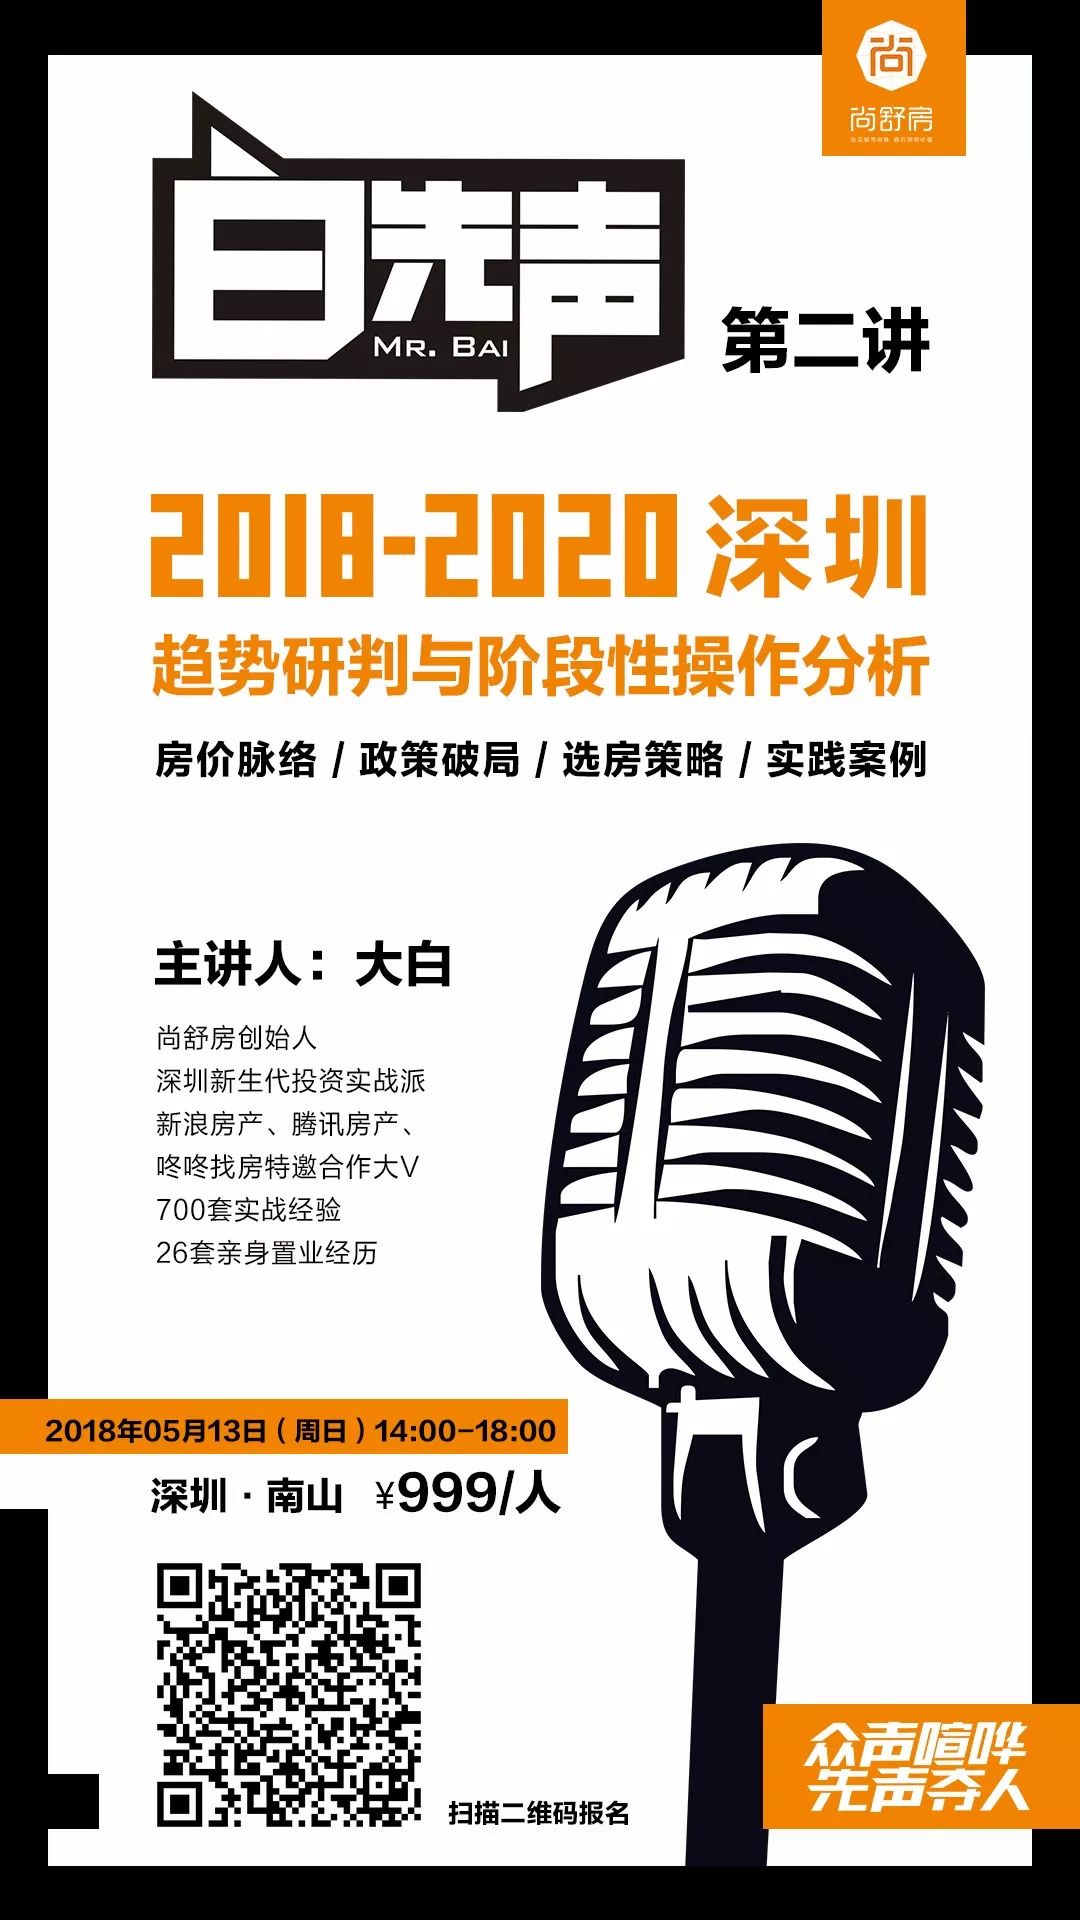 尚
尚舒房
白先声
MR. BAI
第二讲
2018-2020 深圳
趋势研判与阶段性操作分析
房价脉络 / 政策破局 / 选房策略 / 实践案例
主讲人：大白
尚舒房创始人
深圳新生代投资实战派
新浪房产、腾讯房产、
咚咚找房特邀合作大V
700套实战经验
26套亲身置业经历
2018年05月13日（周日）14:00-18:00
深圳·南山 ¥999/人
扫描二维码报名
众声喧哗
先声夺人